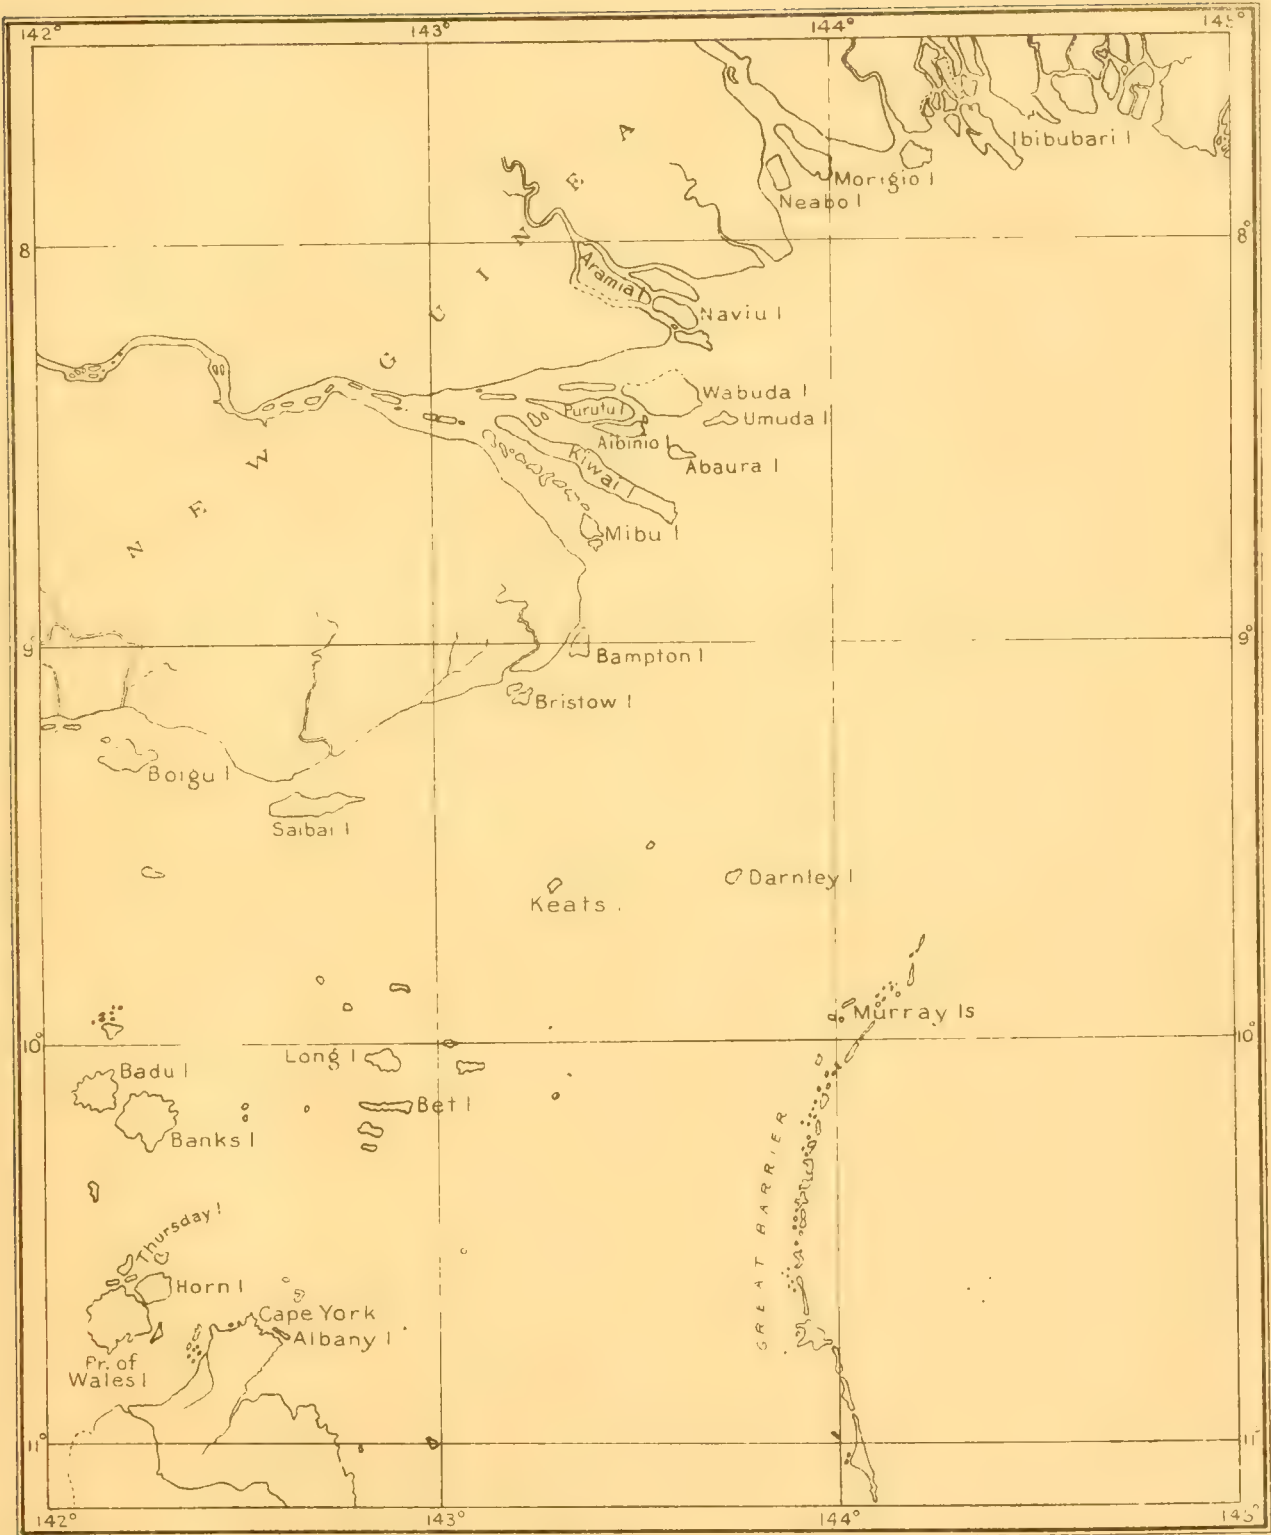 142°
143°
144°
145°
NEW GUINEA
Ibibubari I
Morigio I
Neabo I
8°
8°
Aramia I
Naviu I
Wabuda I
Purutu I
Umuda I
Aibinio I
Abaura I
Kiwai I
Mibu I
9°
9°
Bampton I
Bristow I
Boigu I
Saibai I
Darnley I
Keats
Murray Is
10°
10°
Long I
Badu I
Bet I
Banks I
GREAT BARRIER
Thursday I
Horn I
Cape York
Albany I
Pr. of
Wales I
11°
11°
142°
143°
144°
145°